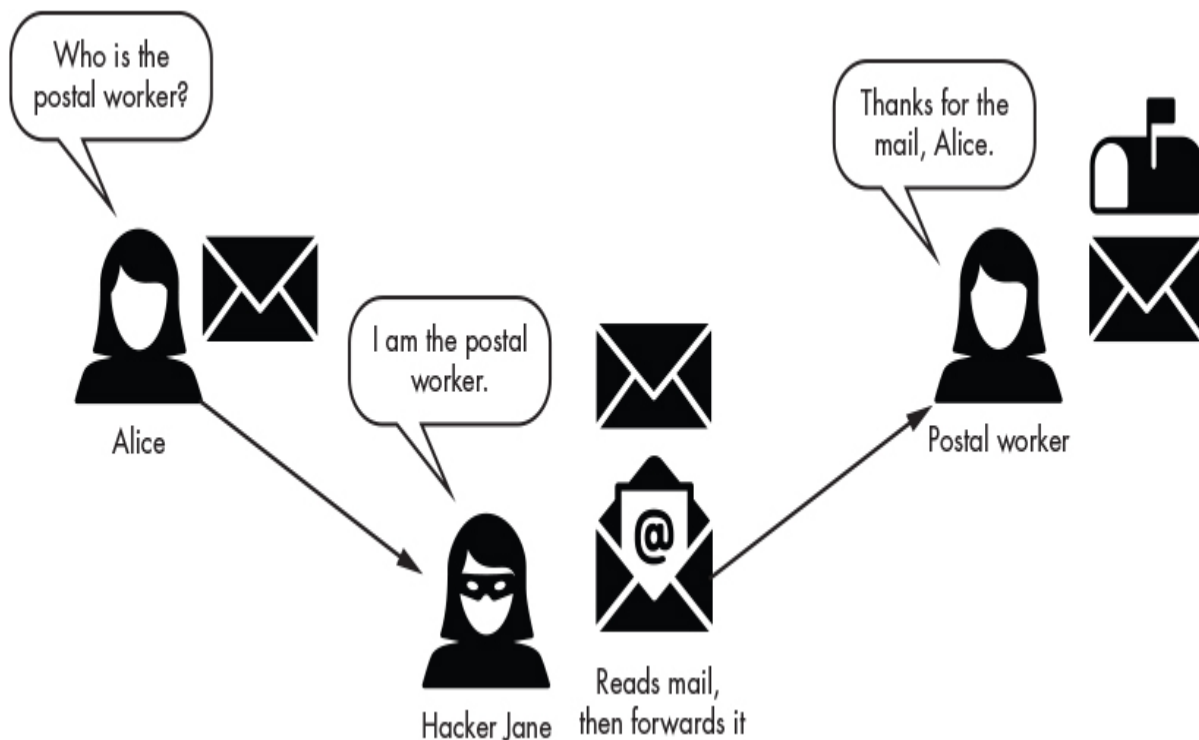 Who is the
postal worker?
Thanks for the
mail, Alice.
I am the postal
worker.
Alice
Postal worker
@
Hacker Jane
Reads mail,
then forwards it